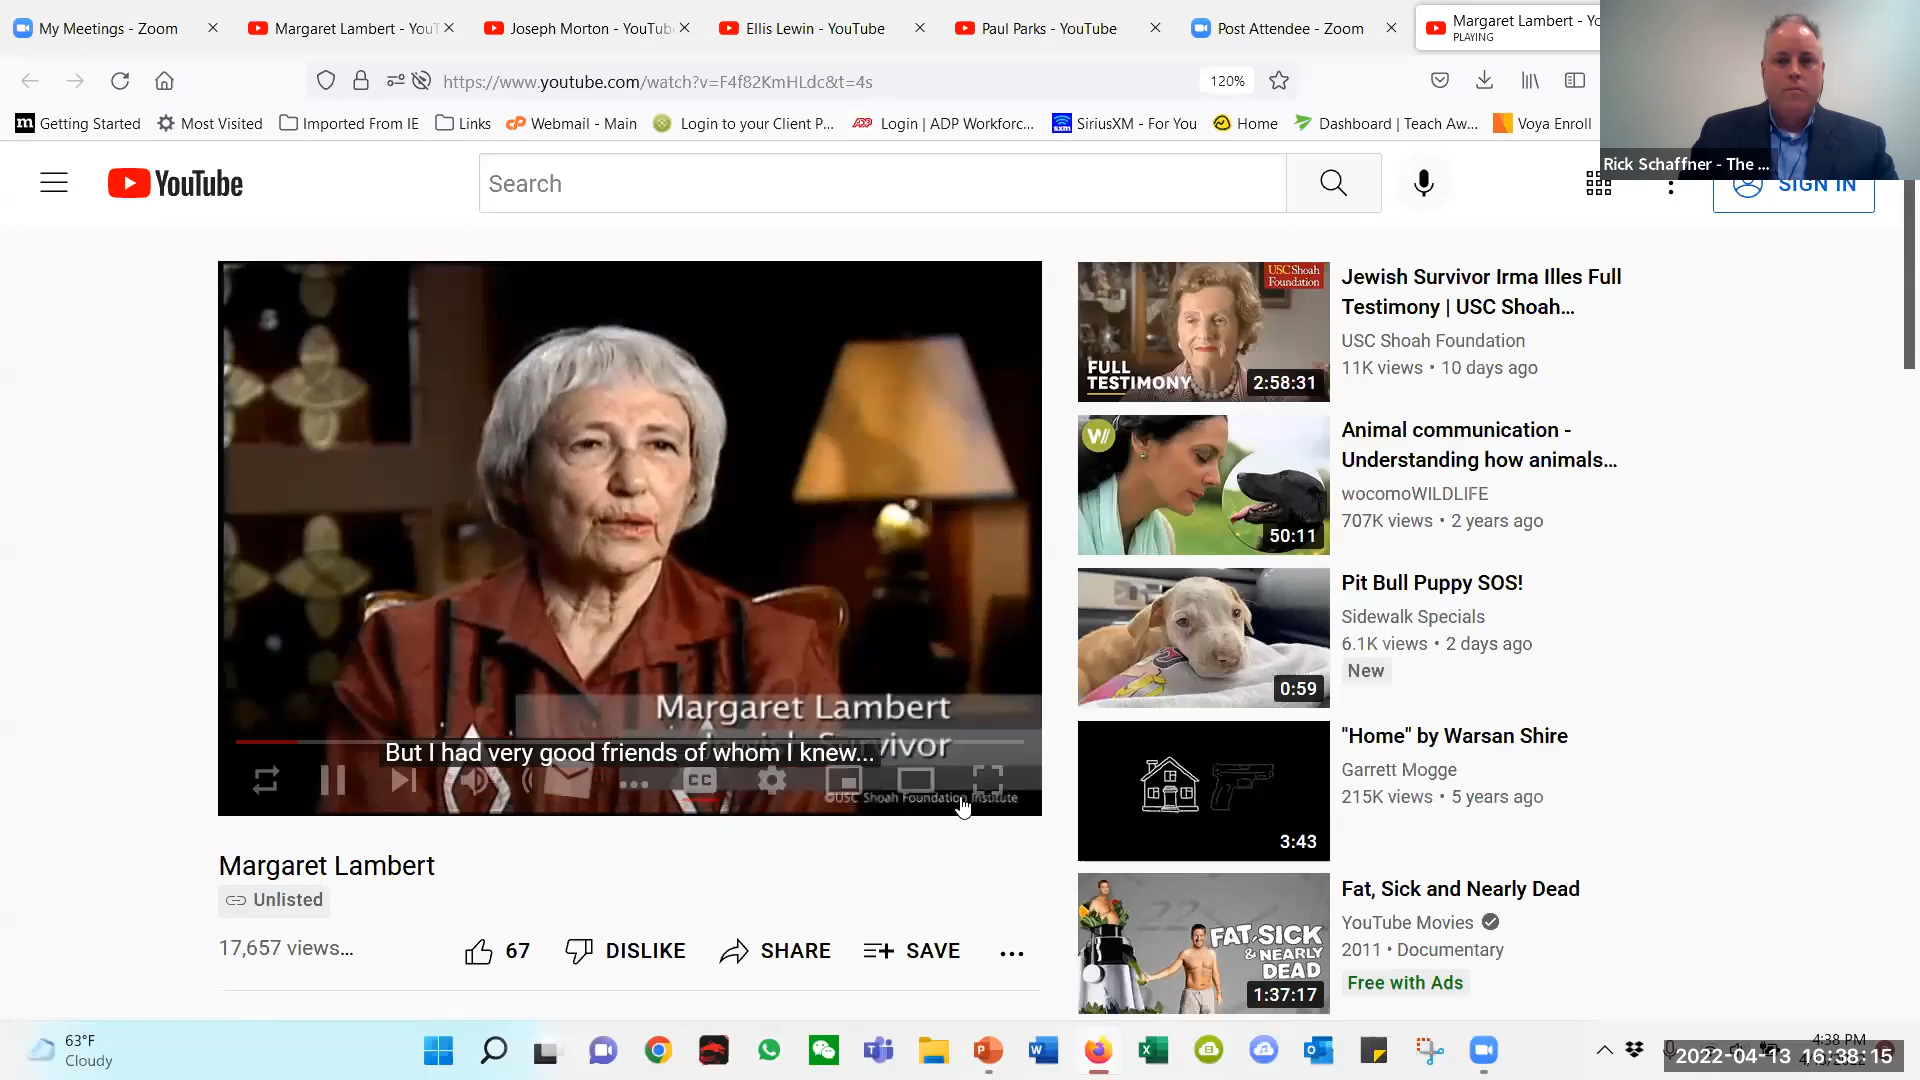 My Meetings - Zoom
Margaret Lambert - YouT
Joseph Morton - YouTub
Ellis Lewin - YouTube
Paul Parks - YouTube
Post Attendee - Zoom
Margaret Lambert - Yo
PLAYING
https://www.youtube.com/watch?v=F4f82KmHLdc&t=4s
120%
Getting Started
Most Visited
Imported From IE
Links
Webmail - Main
Login to your Client P...
Login | ADP Workforc...
SiriusXM - For You
Home
Dashboard | Teach Aw...
Voya Enroll
Rick Schaffner - The ...
YouTube
Search
SIGN IN
Margaret Lambert
But I had very good friends of whom I knew...
©USC Shoah Foundation Institute
Margaret Lambert
Unlisted
17,657 views...
67
DISLIKE
SHARE
SAVE
USC Shoah
Foundation
FULL
TESTIMONY
2:58:31
Jewish Survivor Irma Illes Full
Testimony | USC Shoah...
USC Shoah Foundation
11K views • 10 days ago
50:11
Animal communication -
Understanding how animals...
wocomoWILDLIFE
707K views • 2 years ago
0:59
Pit Bull Puppy SOS!
Sidewalk Specials
6.1K views • 2 days ago
New
3:43
"Home" by Warsan Shire
Garrett Mogge
215K views • 5 years ago
FAT, SICK
& NEARLY
DEAD
1:37:17
Fat, Sick and Nearly Dead
YouTube Movies
2011 • Documentary
Free with Ads
63°F
Cloudy
4:38 PM
2022-04-13 16:38:15